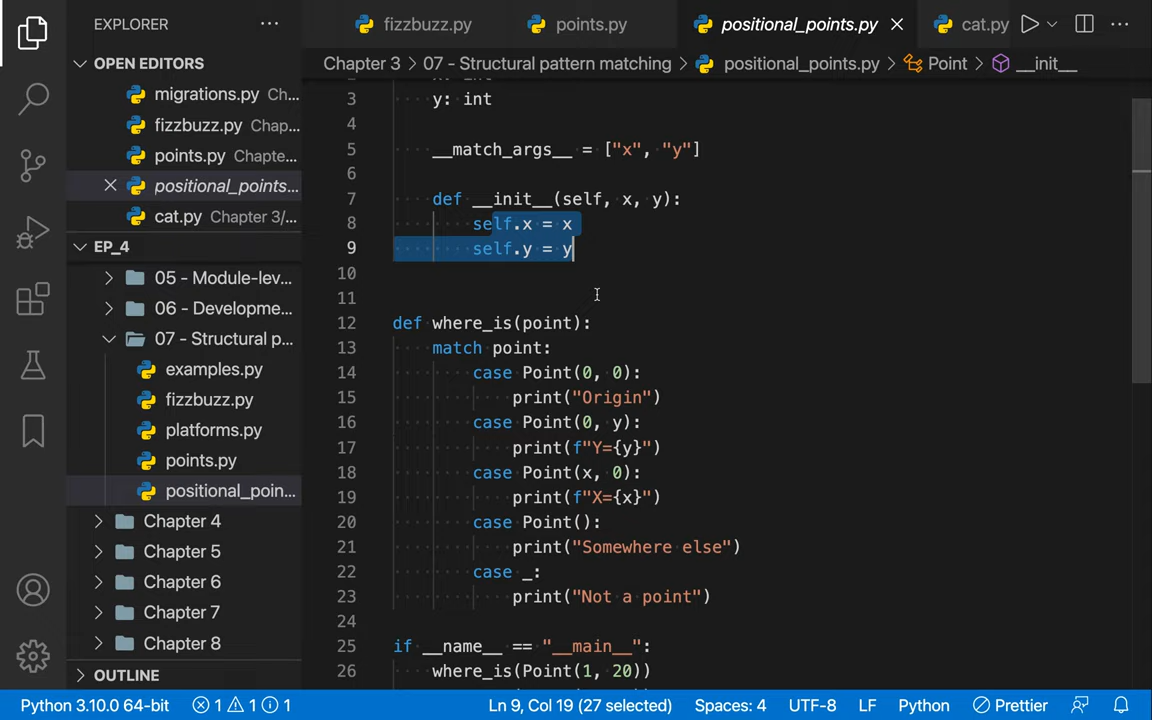 EXPLORER
OPEN EDITORS
migrations.py Ch...
fizzbuzz.py Chap...
points.py Chapte...
positional_points...
cat.py Chapter 3/...
EP_4
05 - Module-lev...
06 - Developme...
07 - Structural p...
examples.py
fizzbuzz.py
platforms.py
points.py
positional_poin...
Chapter 4
Chapter 5
Chapter 6
Chapter 7
Chapter 8
OUTLINE
fizzbuzz.py points.py positional_points.py cat.py
Chapter 3 > 07 - Structural pattern matching > positional_points.py > Point > __init__
3 y: int
4
5 __match_args__ = ["x", "y"]
6
7 def __init__(self, x, y):
8 self.x = x
9 self.y = y
10
11
12 def where_is(point):
13 match point:
14 case Point(0, 0):
15 print("Origin")
16 case Point(0, y):
17 print(f"Y={y}")
18 case Point(x, 0):
19 print(f"X={x}")
20 case Point():
21 print("Somewhere else")
22 case _:
23 print("Not a point")
24
25 if __name__ == "__main__":
26 where_is(Point(1, 20))
Python 3.10.0 64-bit 1 1 1 Ln 9, Col 19 (27 selected) Spaces: 4 UTF-8 LF Python Prettier